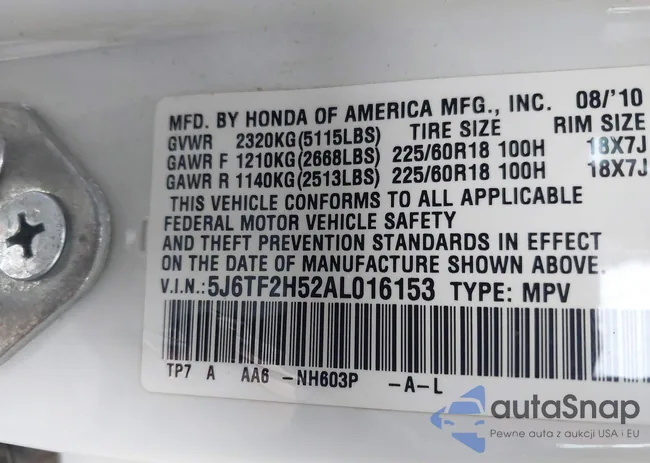 MFD. BY HONDA OF AMERICA MFG., INC. 08/'10
GVWR 2320KG(5115LBS) TIRE SIZE RIM SIZE
GAWR F 1210KG(2668LBS) 225/60R18 100H 18X7J
GAWR R 1140KG(2513LBS) 225/60R18 100H 18X7J
THIS VEHICLE CONFORMS TO ALL APPLICABLE
FEDERAL MOTOR VEHICLE SAFETY
AND THEFT PREVENTION STANDARDS IN EFFECT
ON THE DATE OF MANUFACTURE SHOWN ABOVE.
V.I.N.:5J6TF2H52AL016153 TYPE: MPV
TP7 A AA6 -NH603P -A-L
autaSnap
Pewne auta z aukcji USA i EU